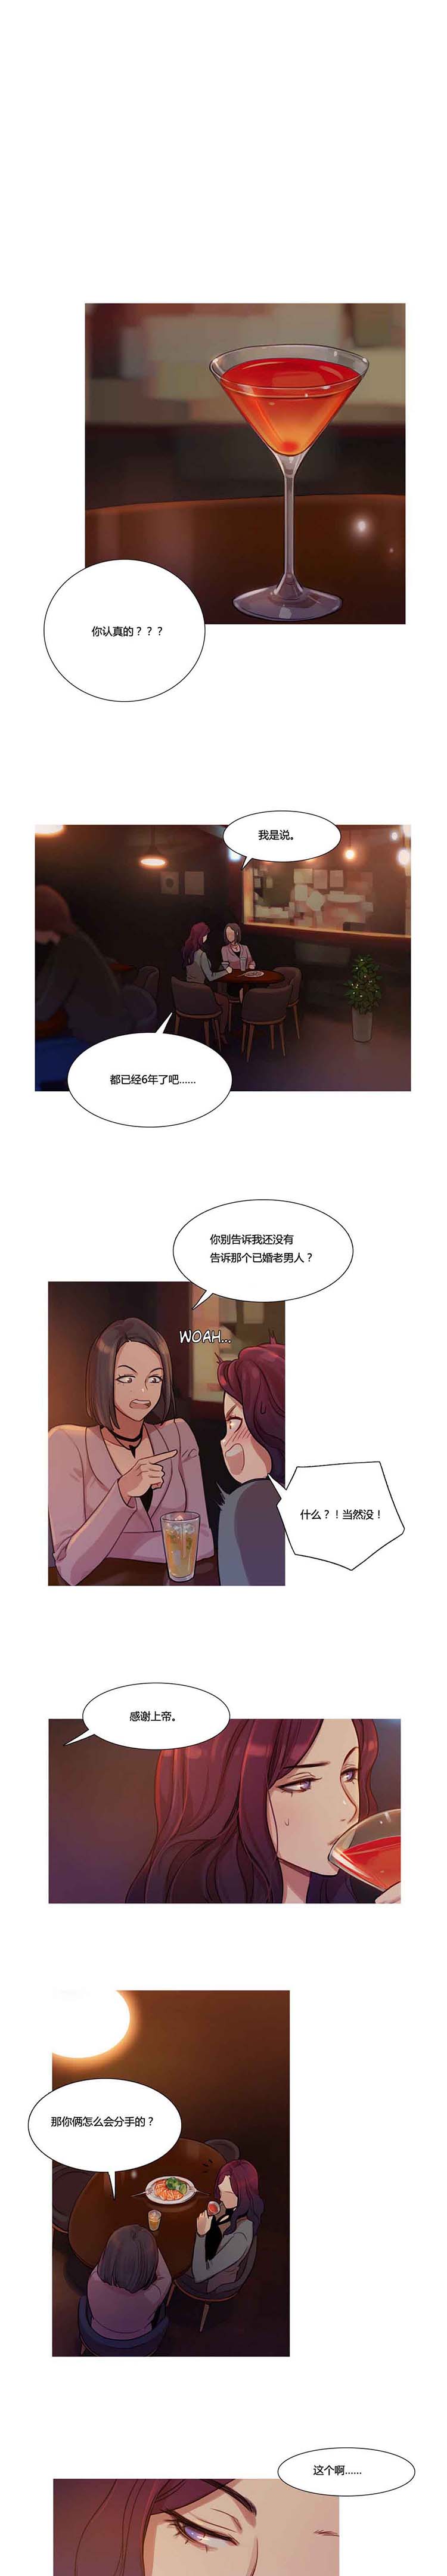 你认真的？？？
我是说。
都已经6年了吧……
你别告诉我还没有
告诉那个已婚老男人？
WOAH...
什么？！当然没！
感谢上帝。
那你俩怎么会分手的？
这个啊……